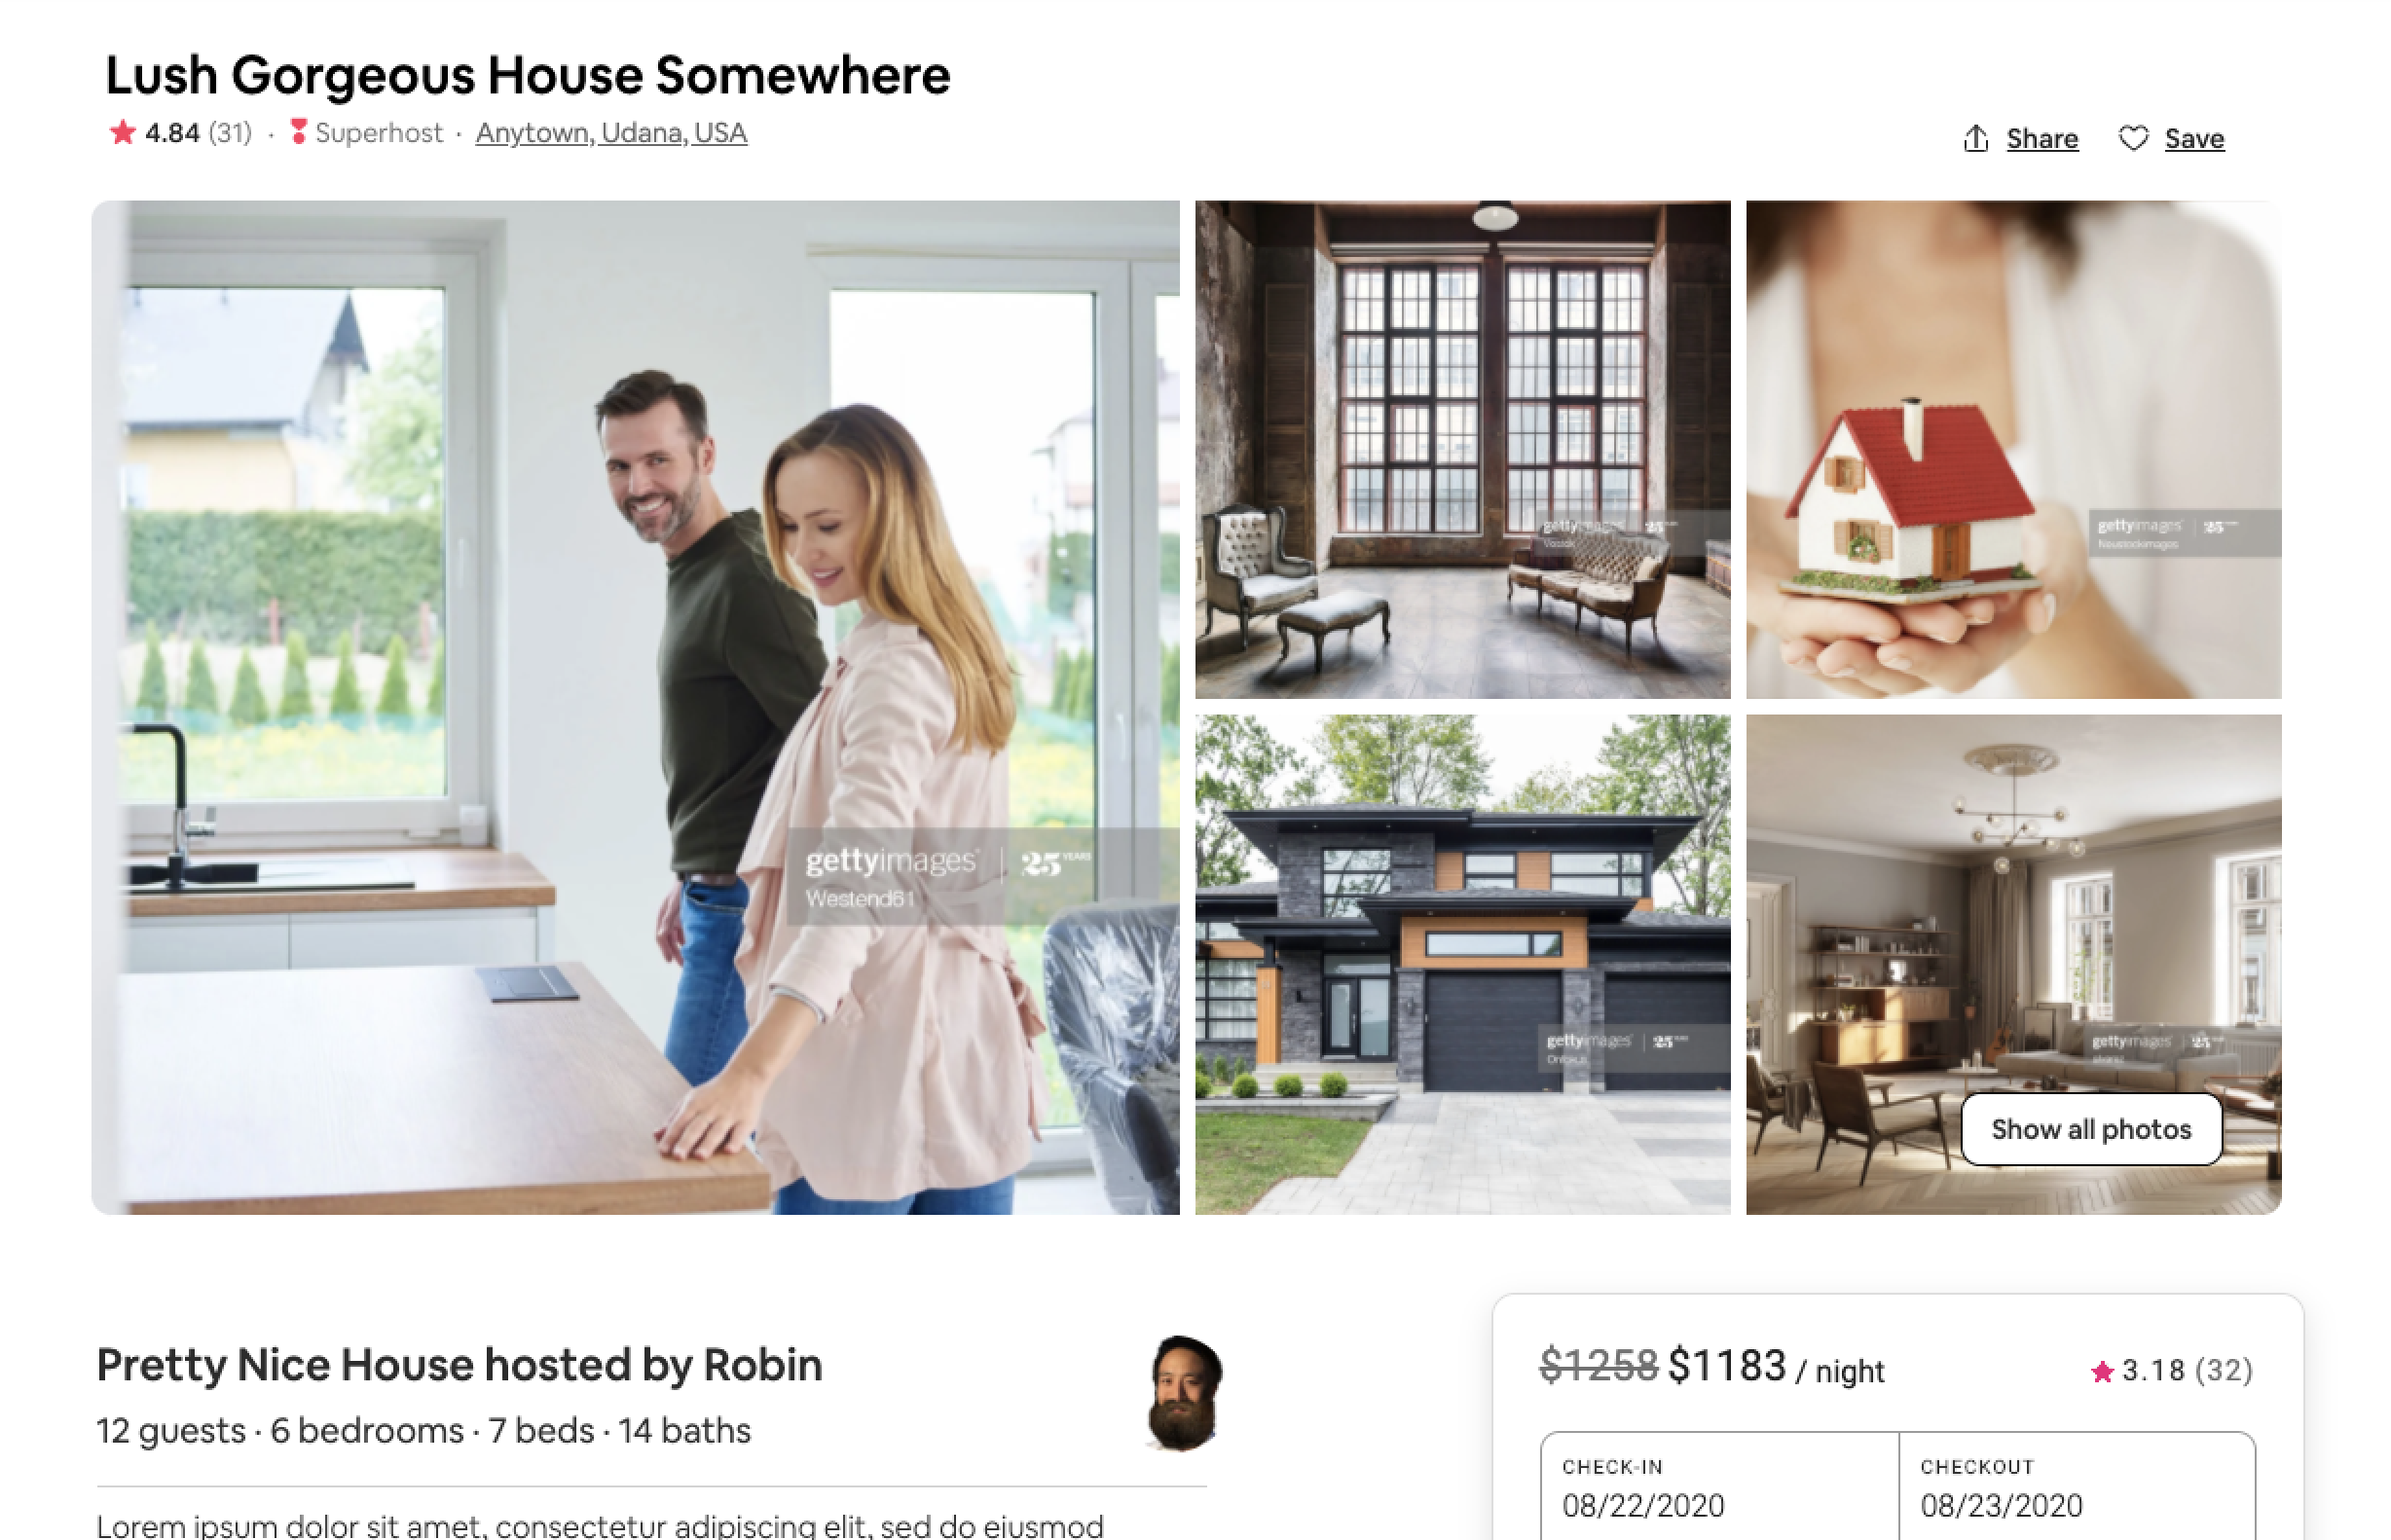 Lush Gorgeous House Somewhere
4.84 (31) · Superhost · Anytown, Udana, USA
Share Save
gettyimages 25 YEARS
Westend61
gettyimages 25
gettyimages 25
Neustockimages
gettyimages 25
gettyimages 25
Show all photos
Pretty Nice House hosted by Robin
12 guests · 6 bedrooms · 7 beds · 14 baths
Lorem ipsum dolor sit amet, consectetur adipiscing elit, sed do eiusmod
$1258 $1183 / night
3.18 (32)
CHECK-IN
08/22/2020
CHECKOUT
08/23/2020